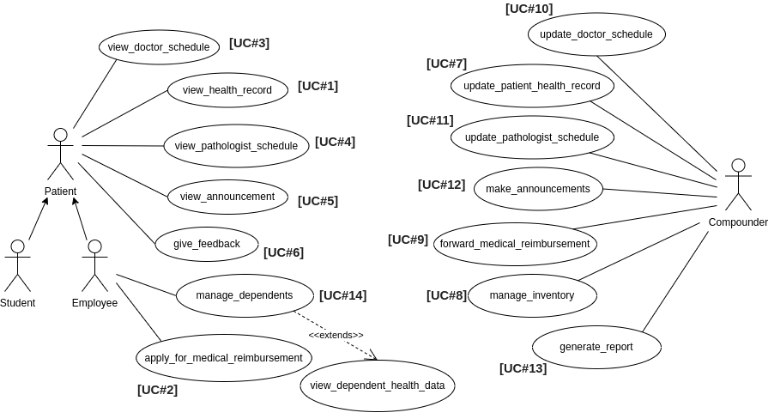 [UC#10]
view_doctor_schedule
[UC#3]
update_doctor_schedule
[UC#7]
view_health_record
[UC#1]
update_patient_health_record
[UC#11]
view_pathologist_schedule
[UC#4]
update_pathologist_schedule
Patient
[UC#12]
make_announcements
view_announcement
[UC#5]
Compounder
give_feedback
[UC#6]
[UC#9]
forward_medical_reimbursement
Student
Employee
manage_dependents
[UC#14]
[UC#8]
manage_inventory
<<extends>>
generate_report
[UC#13]
apply_for_medical_reimbursement
[UC#2]
view_dependent_health_data